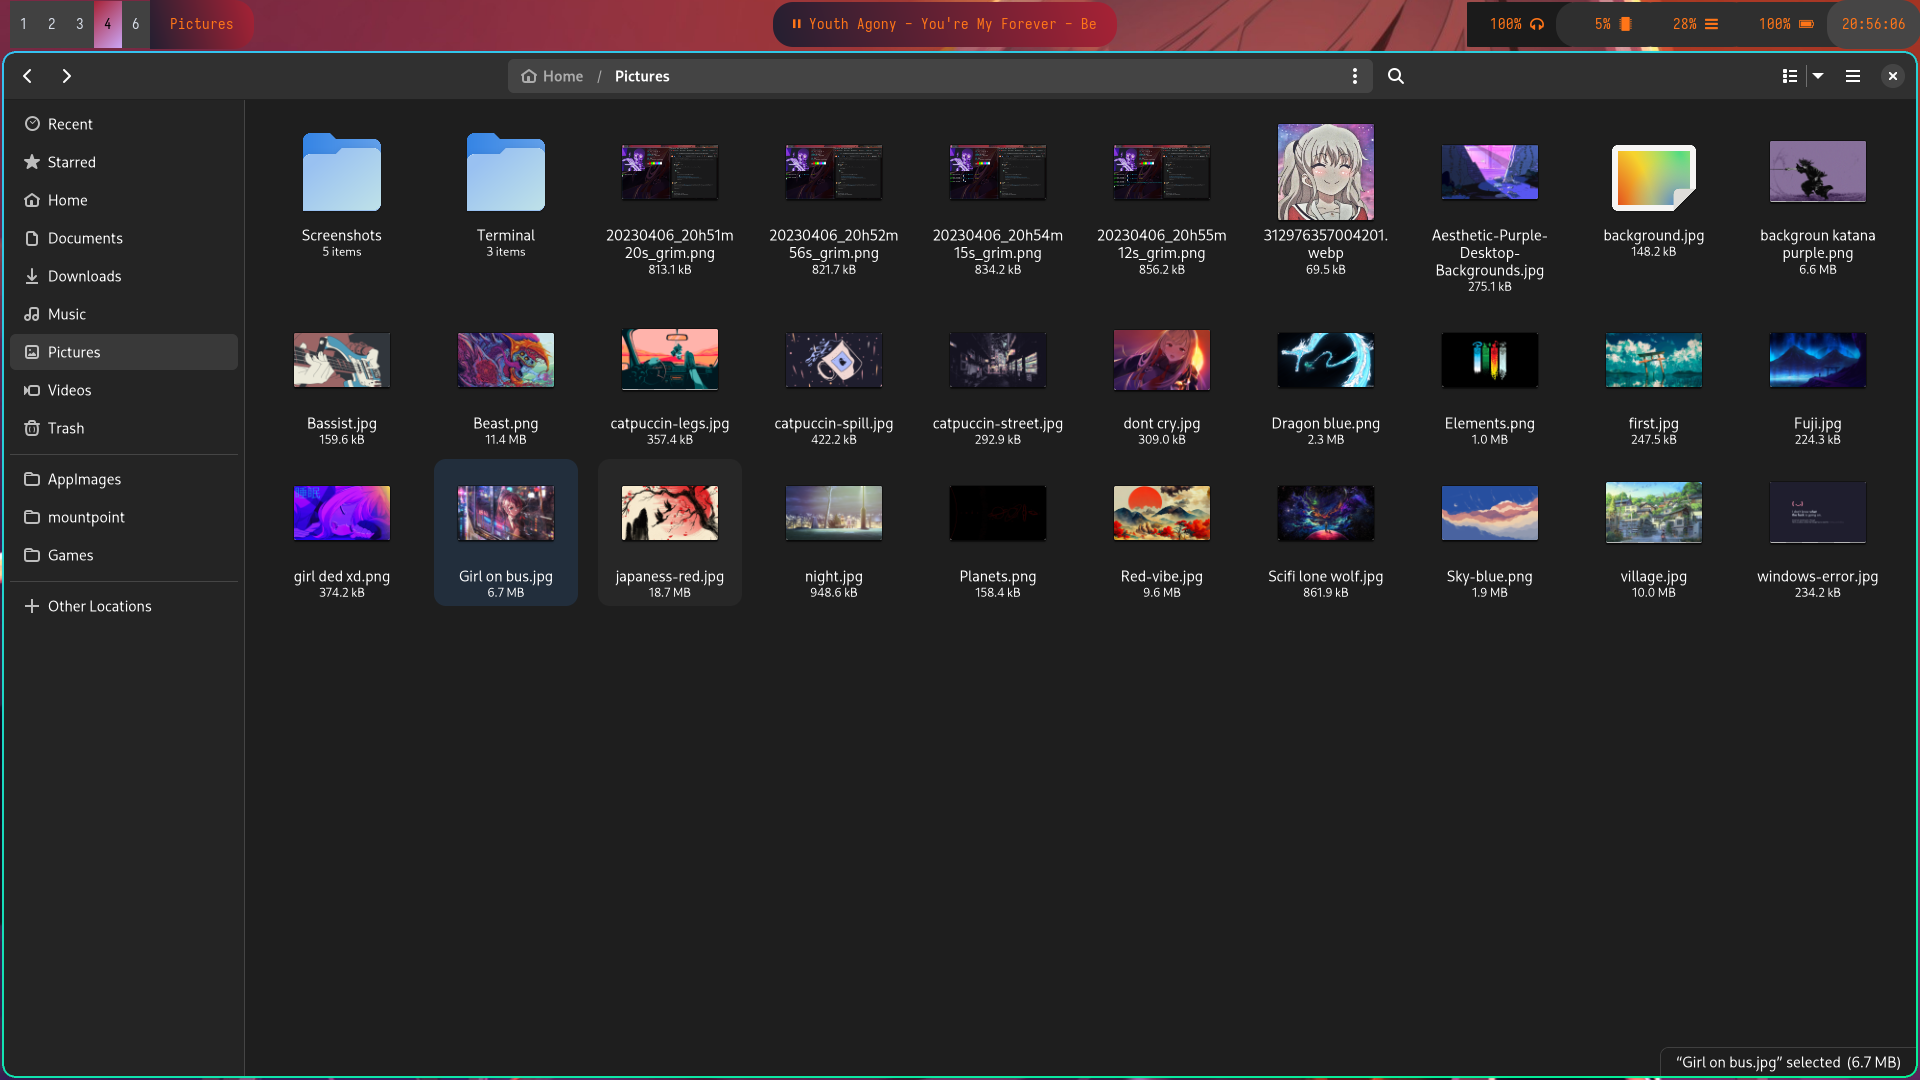 1 2 3 4 6 Pictures
Youth Agony - You're My Forever - Be
100% 5% 28% 100% 20:56:06
Home / Pictures
Recent
Starred
Home
Documents
Downloads
Music
Pictures
Videos
Trash
AppImages
mountpoint
Games
Other Locations
Screenshots
5 items
Terminal
3 items
20230406_20h51m
20s_grim.png
813.1 kB
20230406_20h52m
56s_grim.png
821.7 kB
20230406_20h54m
15s_grim.png
834.2 kB
20230406_20h55m
12s_grim.png
856.2 kB
312976357004201.
webp
69.5 kB
Aesthetic-Purple-
Desktop-
Backgrounds.jpg
275.1 kB
background.jpg
148.2 kB
backgroun katana
purple.png
6.6 MB
Bassist.jpg
159.6 kB
Beast.png
11.4 MB
catpuccin-legs.jpg
357.4 kB
catpuccin-spill.jpg
422.2 kB
catpuccin-street.jpg
292.9 kB
dont cry.jpg
309.0 kB
Dragon blue.png
2.3 MB
Elements.png
1.0 MB
first.jpg
247.5 kB
Fuji.jpg
224.3 kB
睡眠
girl ded xd.png
374.2 kB
Girl on bus.jpg
6.7 MB
japaness-red.jpg
18.7 MB
night.jpg
948.6 kB
Planets.png
158.4 kB
Red-vibe.jpg
9.6 MB
Scifi lone wolf.jpg
861.9 kB
Sky-blue.png
1.9 MB
village.jpg
10.0 MB
windows-error.jpg
234.2 kB
“Girl on bus.jpg” selected (6.7 MB)